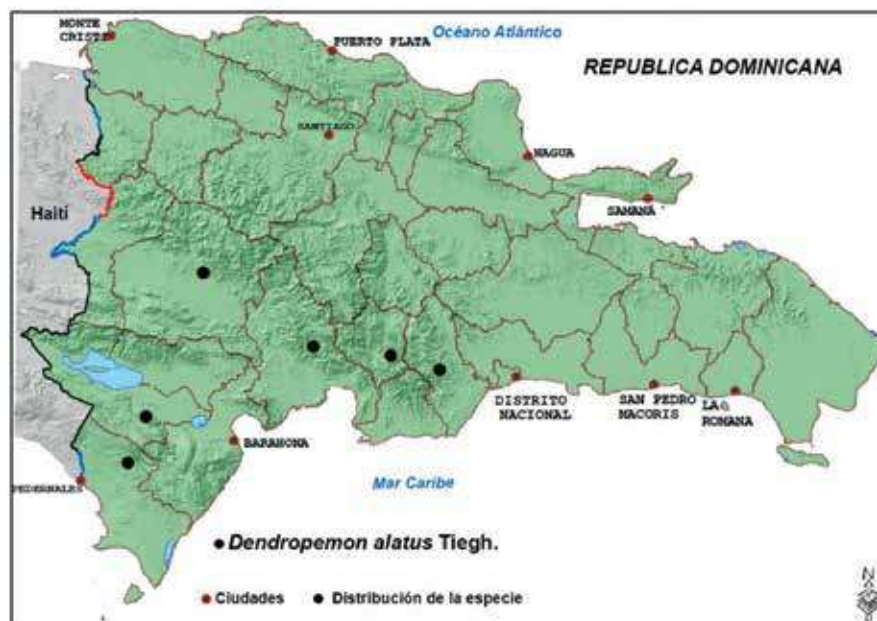 MONTE
CRISTI
PUERTO PLATA
Océano Atlántico
REPUBLICA DOMINICANA
SANTIAGO
NAGUA
Haití
SAMANÁ
DISTRITO
NACIONAL
SAN PEDRO
MACORIS
LA
ROMANA
BARAHONA
PEDERNALES
Mar Caribe
Dendropemon alatus Tiegh.
Ciudades
Distribución de la especie
N